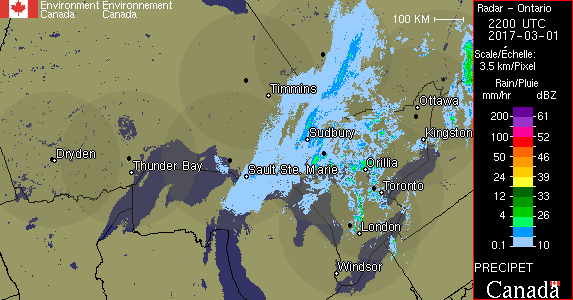 Environment Environnement
Canada Canada
100 KM
Radar - Ontario
2200 UTC
2017-03-01
Scale/Échelle:
3.5 km/Pixel
Rain/Pluie
mm/hr dBZ
200 61
100 52
50 46
24 39
12 33
4 26
0.1 10
PRECIPET
Canada
Timmins
Ottawa
Sudbury
Kingston
Dryden
Thunder Bay
Sault Ste. Marie
Orillia
Toronto
London
Windsor